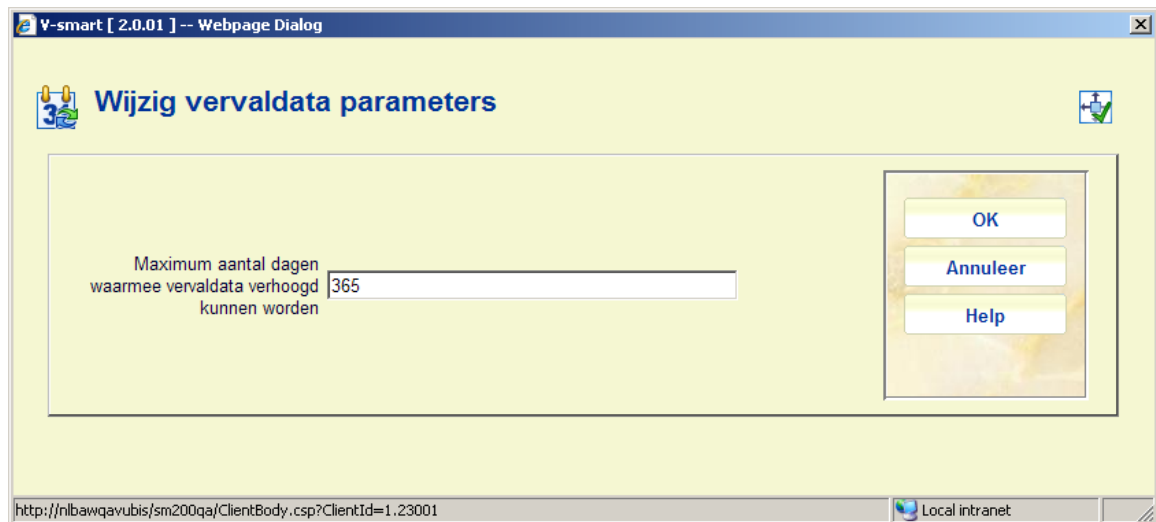 V-smart [ 2.0.01 ] -- Webpage Dialog
Wijzig vervaldata parameters
Maximum aantal dagen
waarmee vervaldata verhoogd
kunnen worden
365
OK
Annuleer
Help
http://nlbawqavubis/sm200qa/ClientBody.csp?ClientId=1.23001
Local intranet